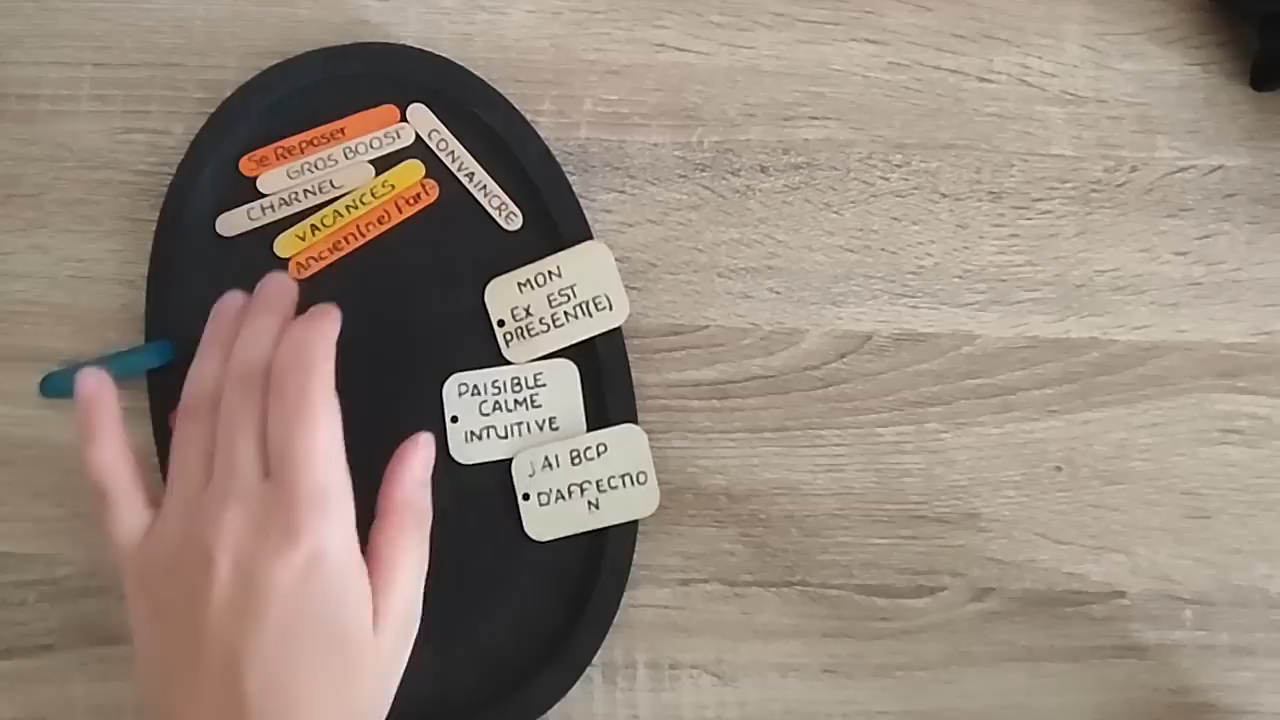 Se Reposer
GROS BOOST
CHARNEL
VACANCES
Ancien(ne) Part.
CONVAINCRE
MON
EX EST
PRESENT(E)
PAISIBLE
CALME
INTUITIVE
J'AI BCP
D'AFFECTIO
N